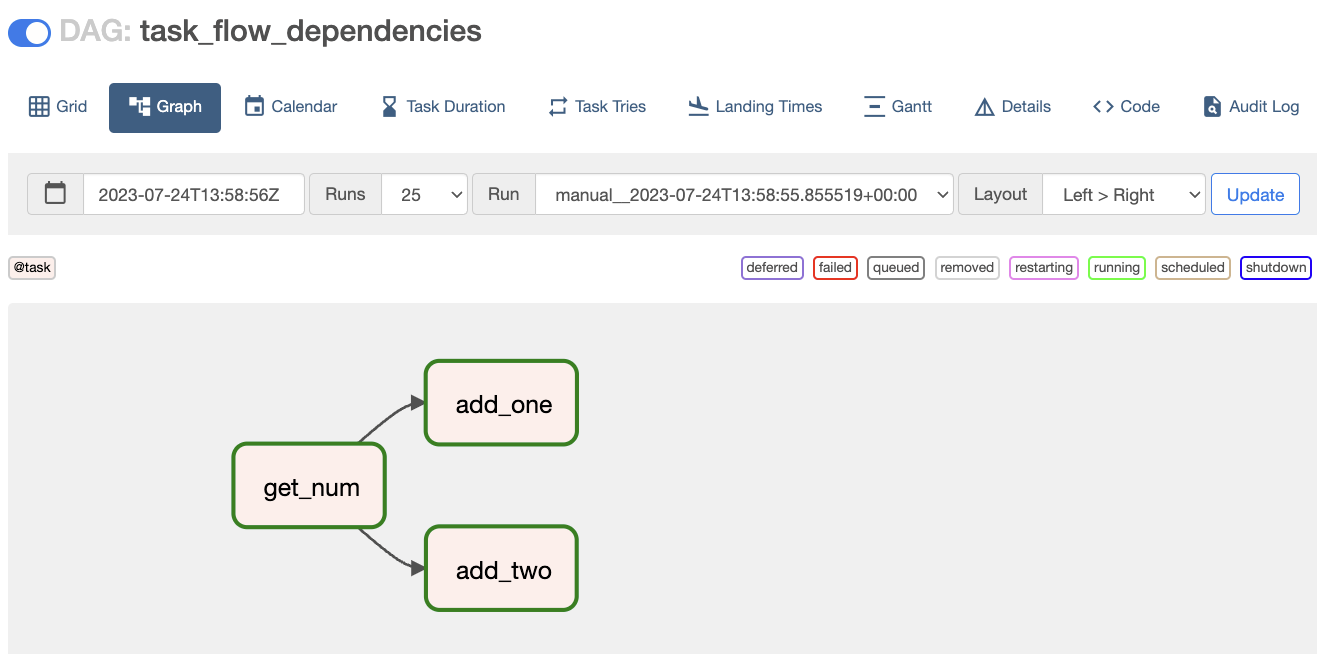 DAG: task_flow_dependencies
Grid Graph Calendar Task Duration Task Tries Landing Times Gantt Details Code Audit Log
2023-07-24T13:58:56Z Runs 25 Run manual__2023-07-24T13:58:55.855519+00:00 Layout Left > Right Update
@task deferred failed queued removed restarting running scheduled shutdown
add_one
get_num
add_two